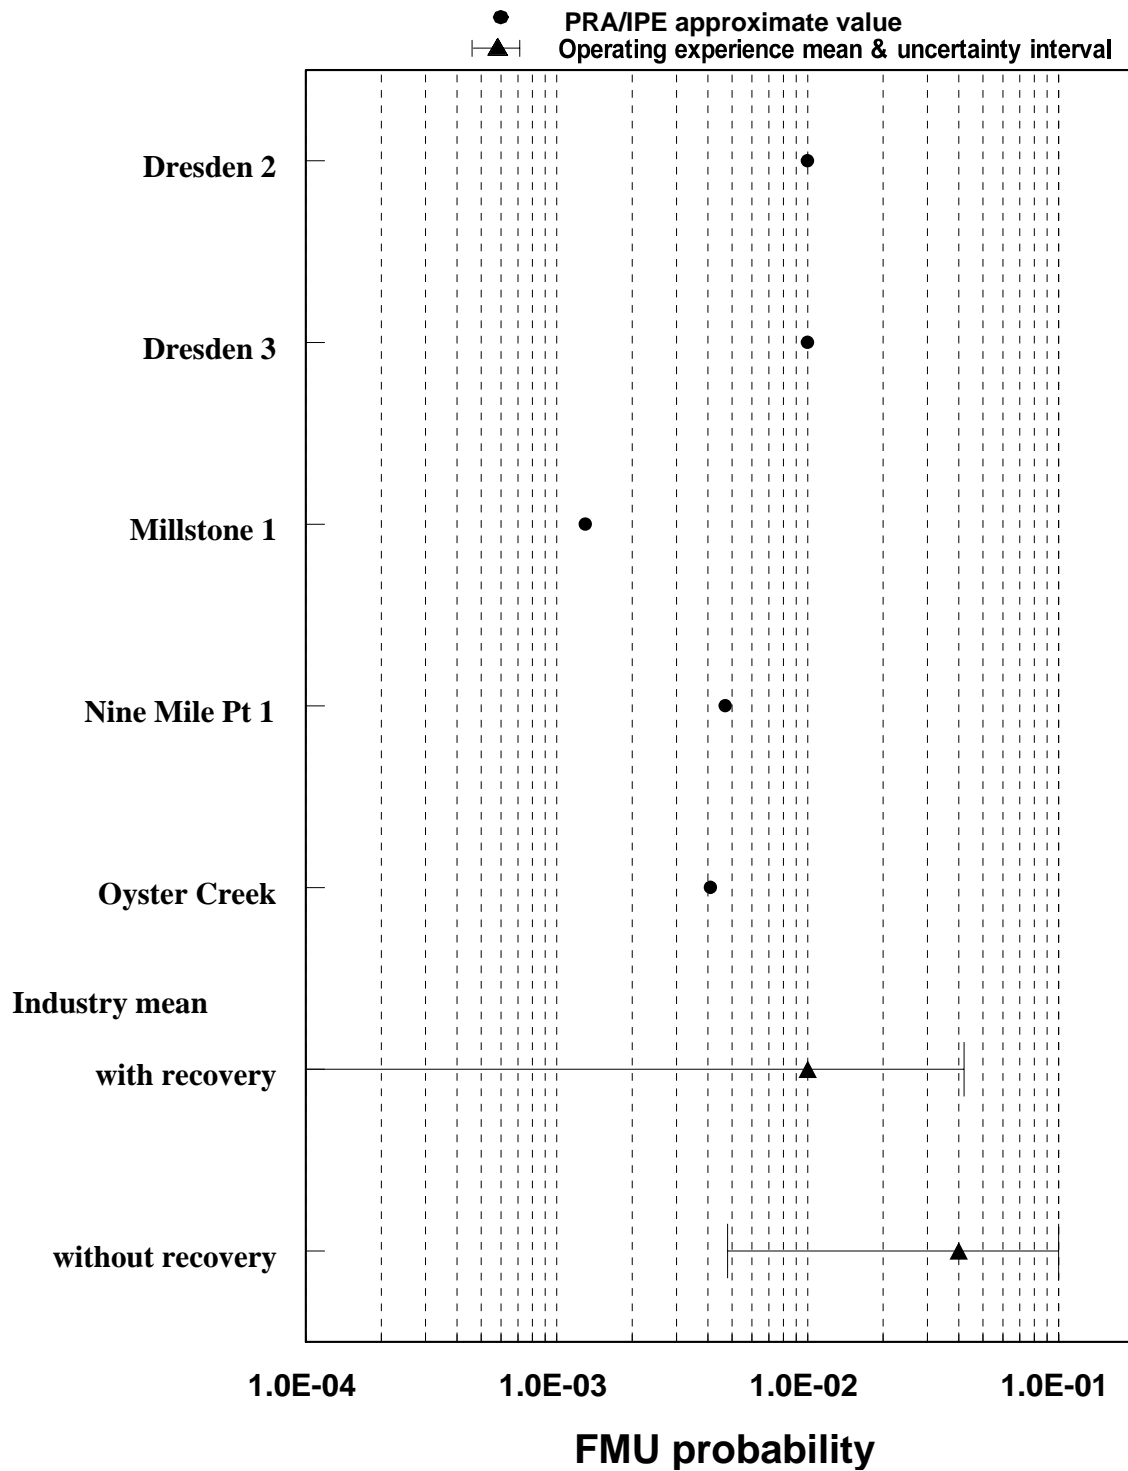 PRA/IPE approximate value
Operating experience mean & uncertainty interval
Dresden 2
Dresden 3
Millstone 1
Nine Mile Pt 1
Oyster Creek
Industry mean
with recovery
without recovery
1.0E-04 1.0E-03 1.0E-02 1.0E-01
FMU probability